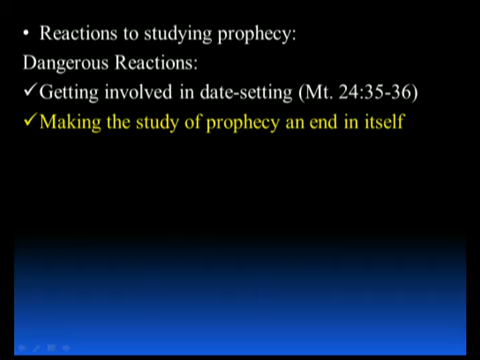 • Reactions to studying prophecy:
Dangerous Reactions:
✓Getting involved in date-setting (Mt. 24:35-36)
✓Making the study of prophecy an end in itself